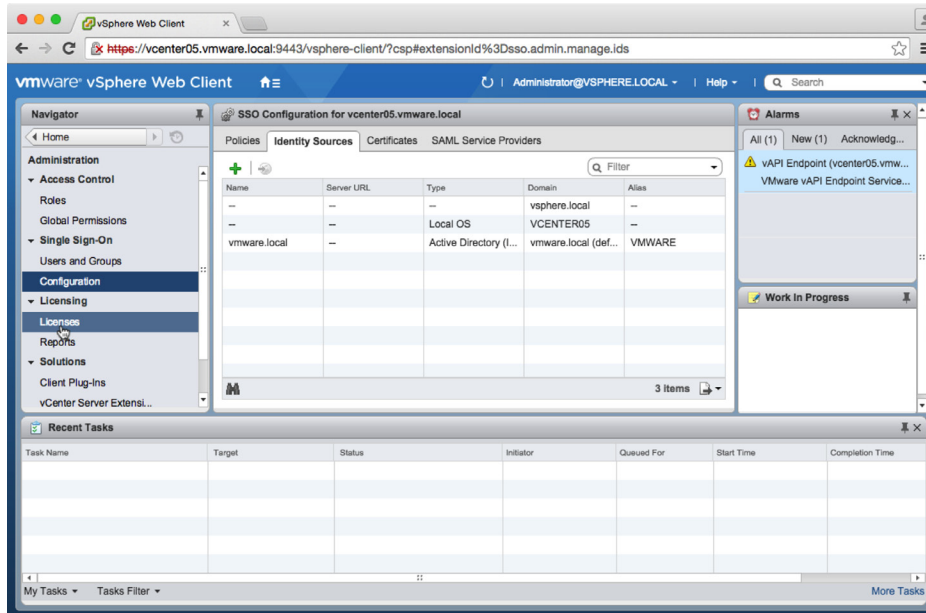 vSphere Web Client
https://vcenter05.vmware.local:9443/vsphere-client/?csp#extensionId%3Dsso.admin.manage.ids
vmware® vSphere Web Client
Administrator@VSPHERE.LOCAL
Help
Search
Navigator
Home
Administration
Access Control
Roles
Global Permissions
Single Sign-On
Users and Groups
Configuration
Licensing
Licenses
Reports
Solutions
Client Plug-Ins
vCenter Server Extensi...
SSO Configuration for vcenter05.vmware.local
Policies Identity Sources Certificates SAML Service Providers
Filter
Name Server URL Type Domain Alias
-- -- -- vsphere.local --
-- -- Local OS VCENTER05 --
vmware.local -- Active Directory (I... vmware.local (def... VMWARE
3 items
Alarms
All (1) New (1) Acknowledg...
vAPI Endpoint (vcenter05.vmw...
VMware vAPI Endpoint Service...
Work In Progress
Recent Tasks
Task Name Target Status Initiator Queued For Start Time Completion Time
My Tasks Tasks Filter More Tasks